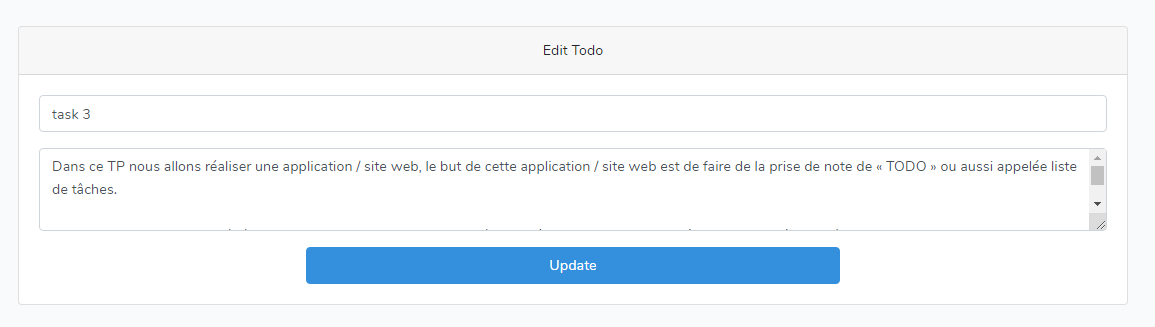 Edit Todo
task 3
Dans ce TP nous allons réaliser une application / site web, le but de cette application / site web est de faire de la prise de note de « TODO » ou aussi appelée liste
de tâches.
Update